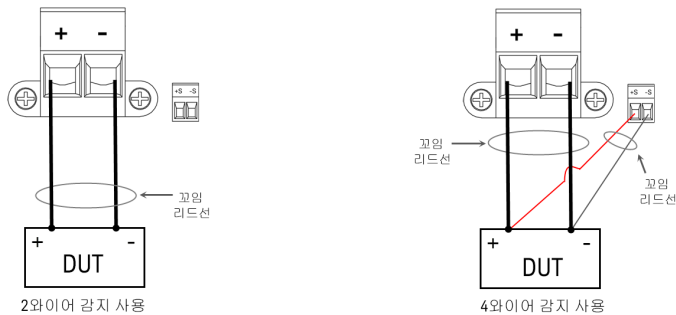 + -
+S -S
꼬임
리드선
+ -
DUT
2와이어 감지 사용
+ -
+S -S
꼬임
리드선
꼬임
리드선
+ -
DUT
4와이어 감지 사용